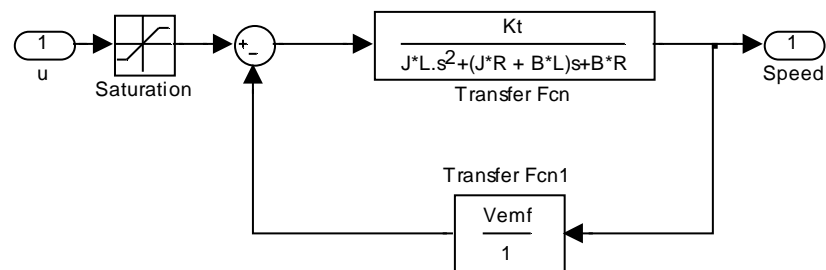 1
u
Saturation
+
-
Kt
J*L.s2+(J*R + B*L)s+B*R
Transfer Fcn
1
Speed
Transfer Fcn1
Vemf
1